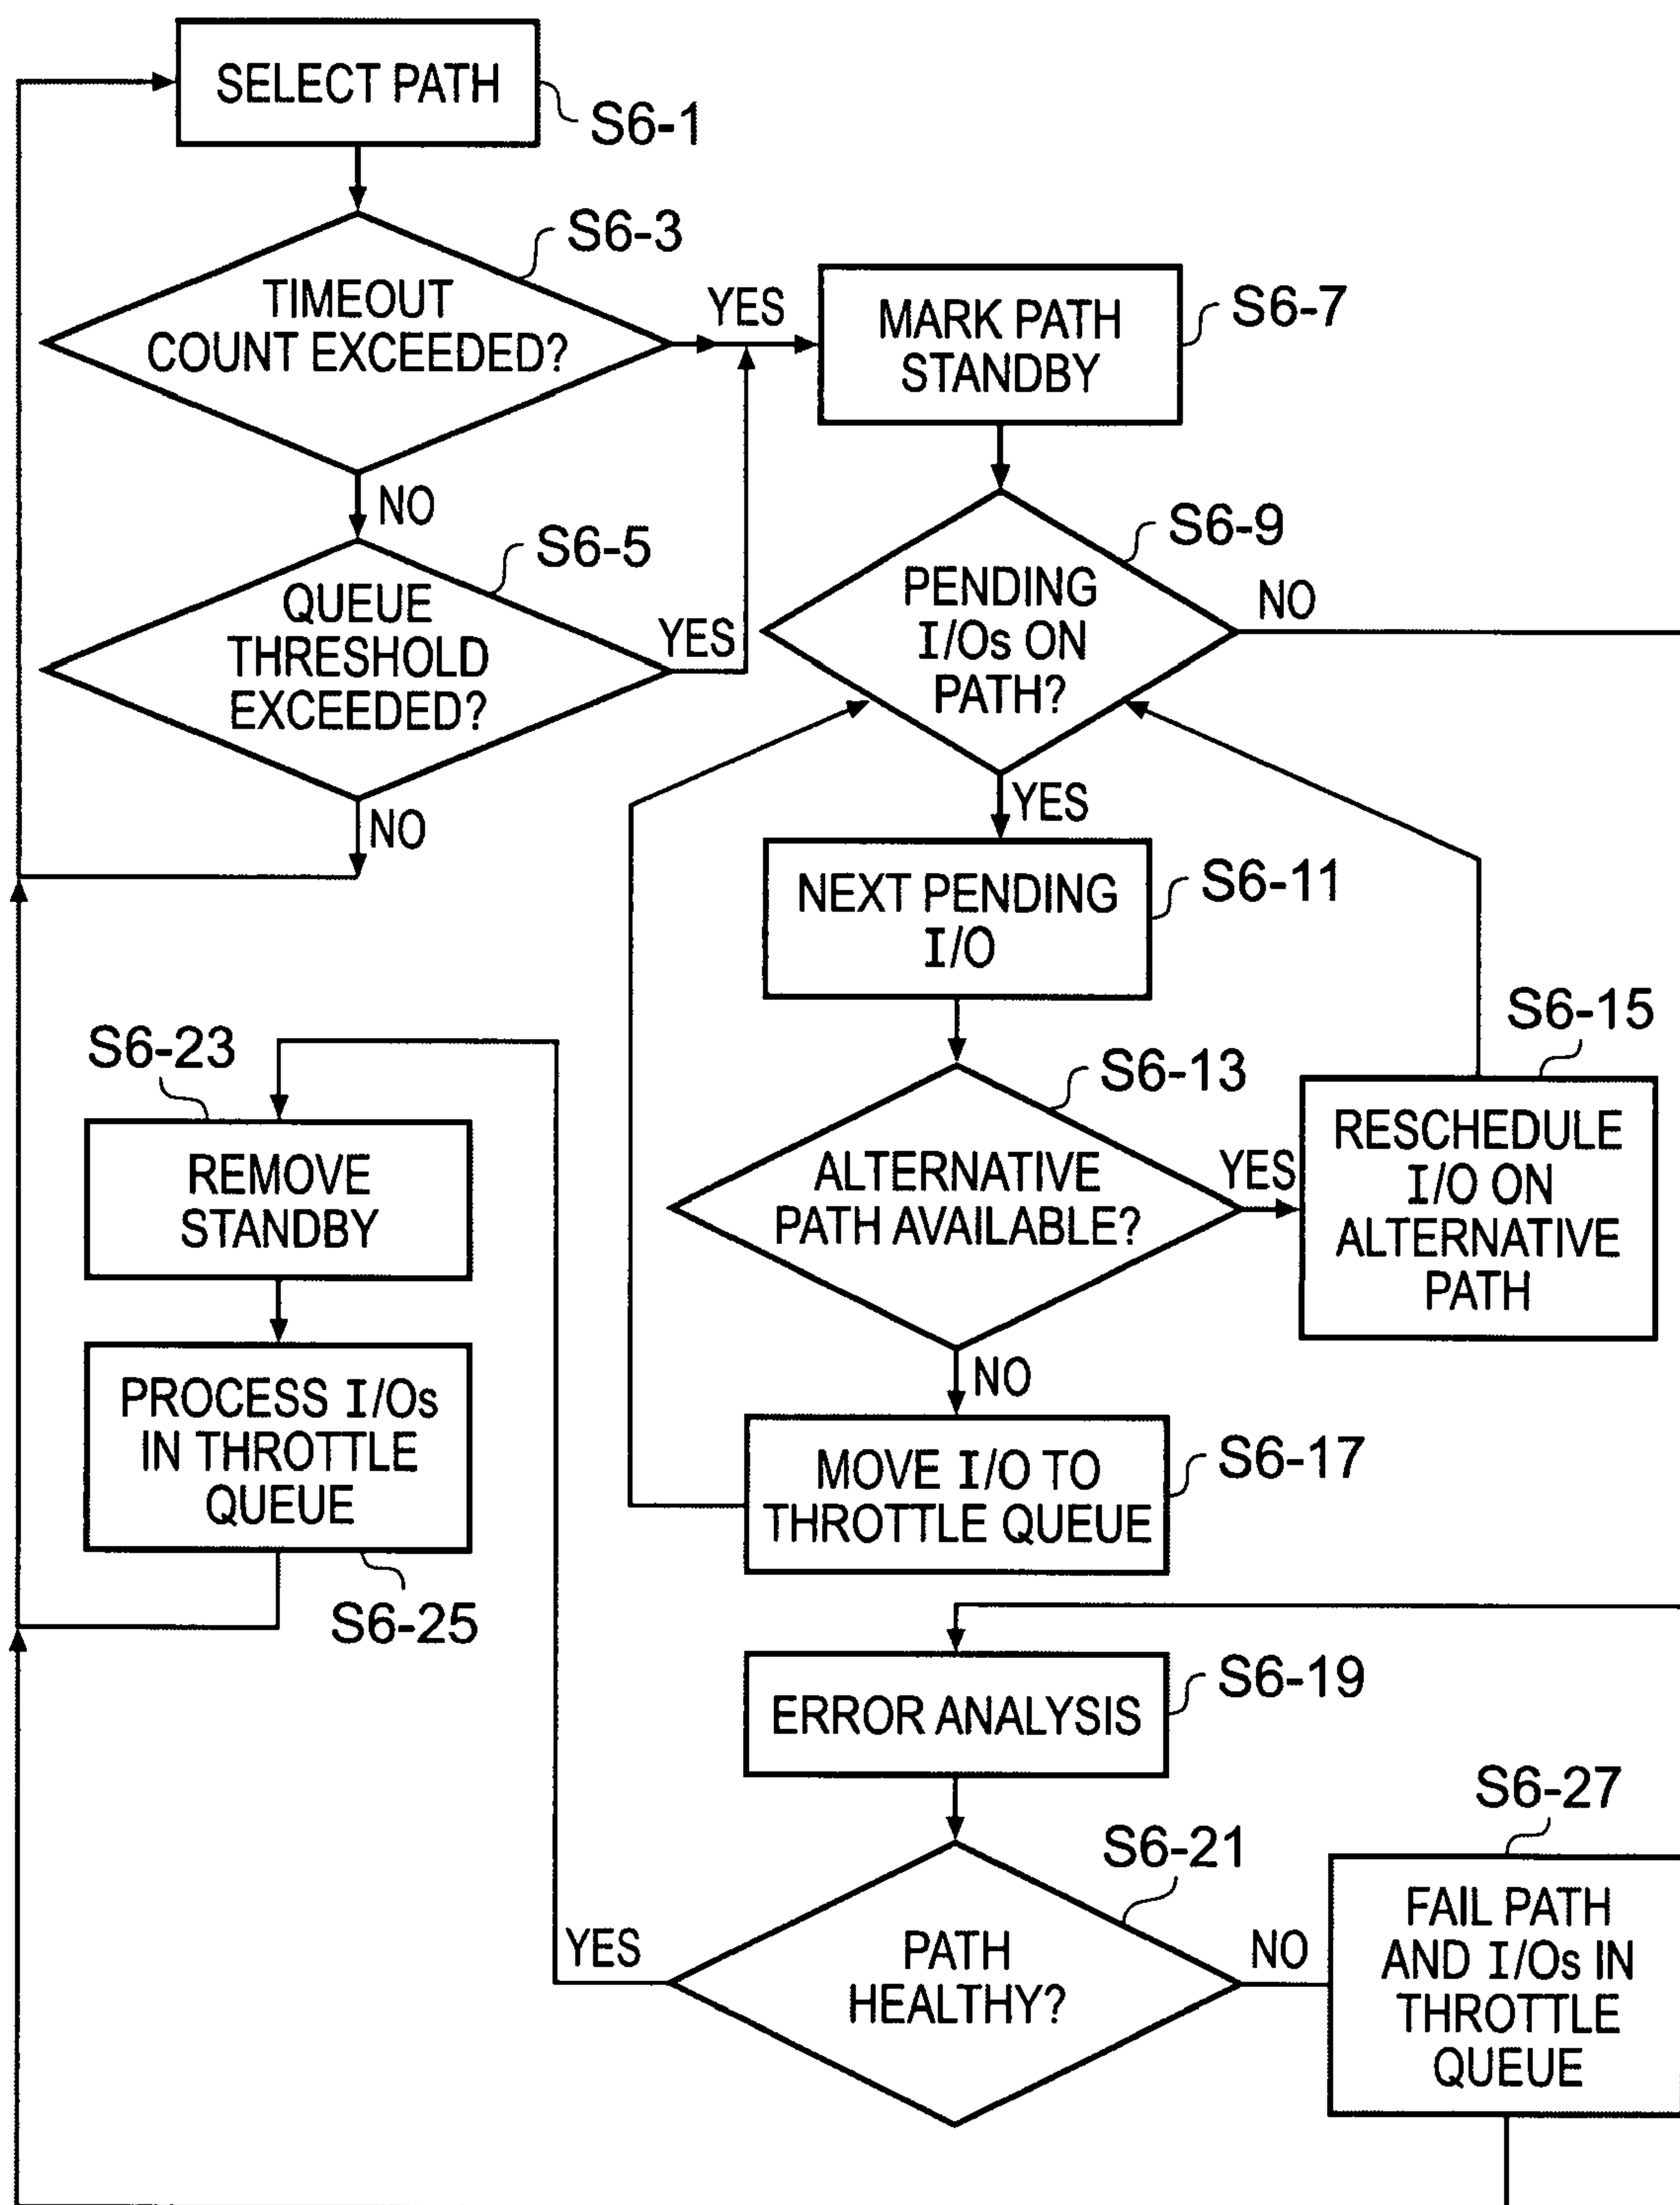 SELECT PATH
S6-1
TIMEOUT
COUNT EXCEEDED?
S6-3
YES
NO
QUEUE
THRESHOLD
EXCEEDED?
S6-5
YES
NO
MARK PATH
STANDBY
S6-7
PENDING
I/Os ON
PATH?
S6-9
NO
YES
NEXT PENDING
I/O
S6-11
ALTERNATIVE
PATH AVAILABLE?
S6-13
YES
NO
RESCHEDULE
I/O ON
ALTERNATIVE
PATH
S6-15
MOVE I/O TO
THROTTLE QUEUE
S6-17
ERROR ANALYSIS
S6-19
PATH
HEALTHY?
S6-21
YES
NO
REMOVE
STANDBY
S6-23
PROCESS I/Os
IN THROTTLE
QUEUE
S6-25
FAIL PATH
AND I/Os IN
THROTTLE
QUEUE
S6-27